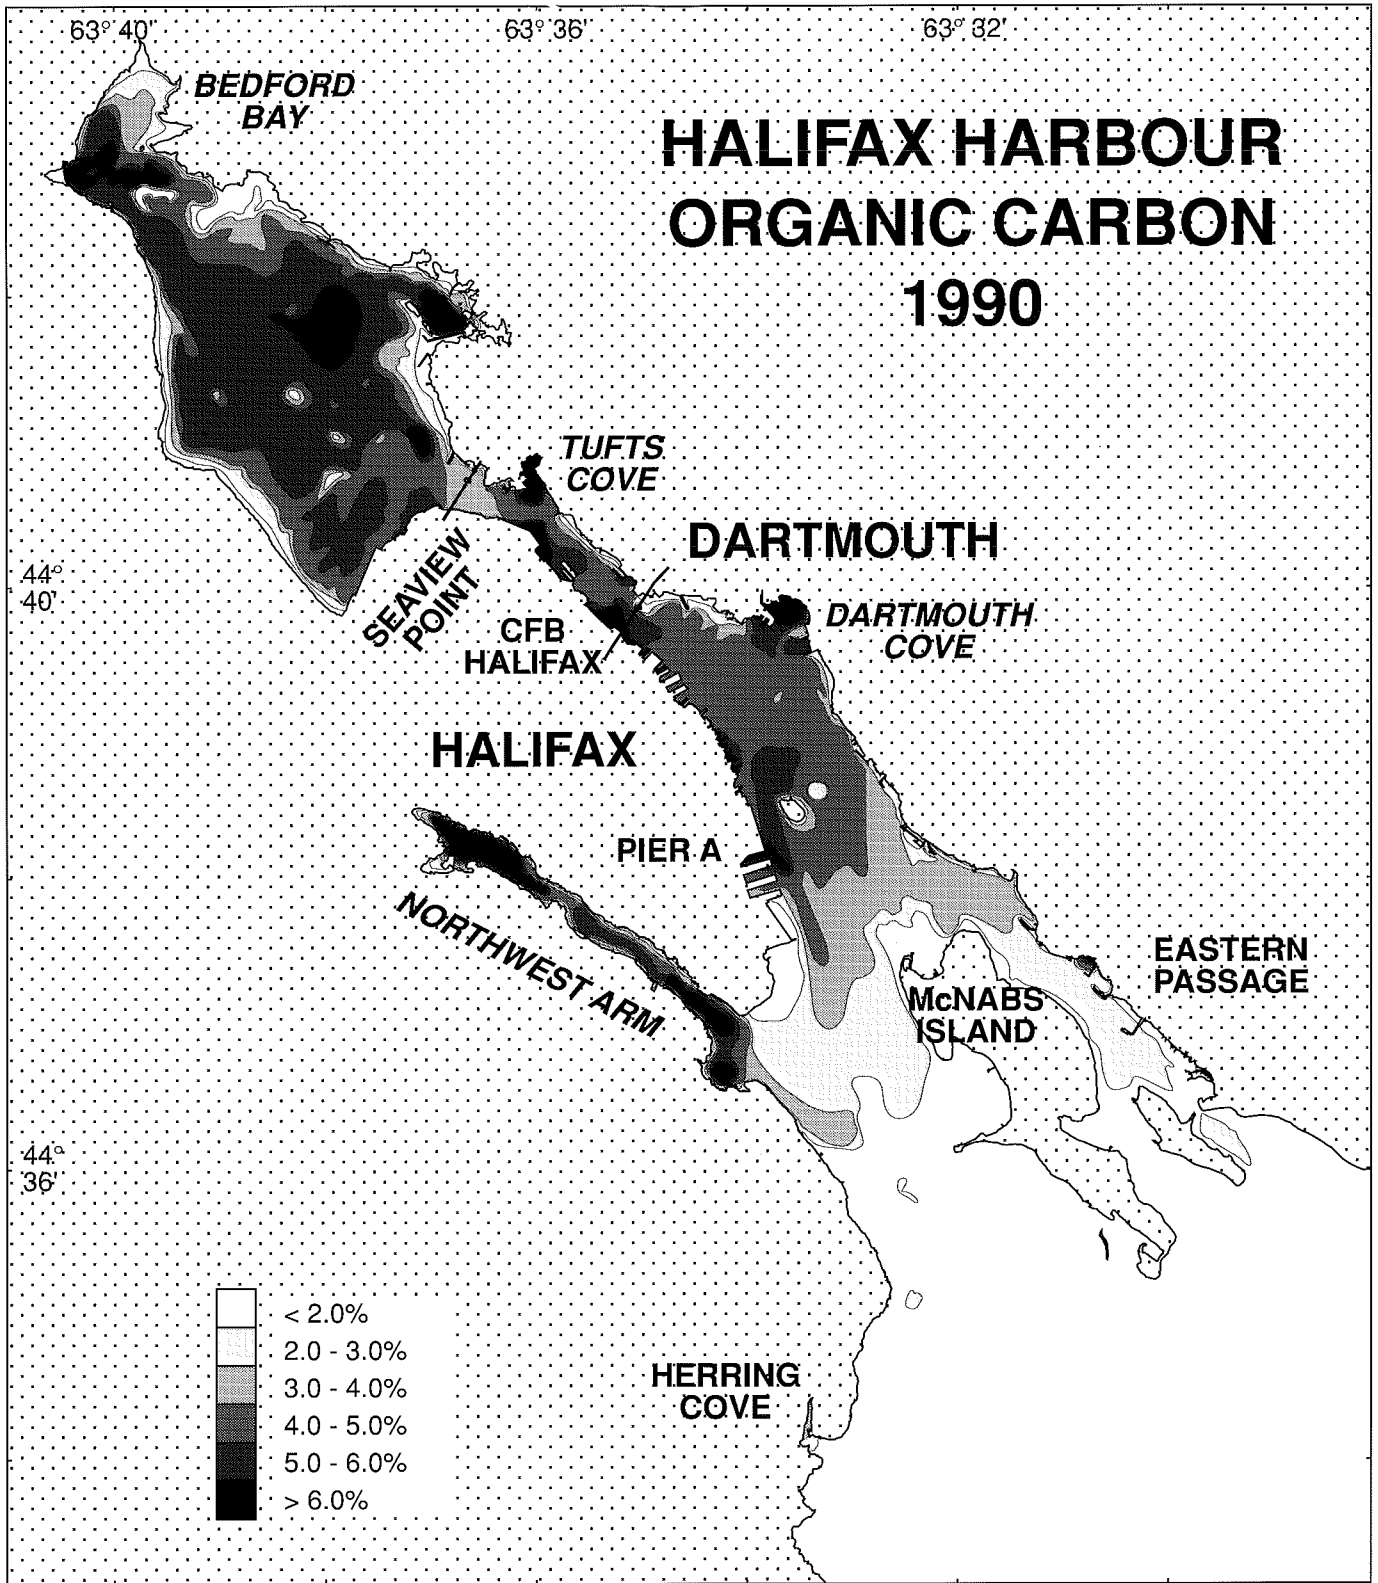 63° 40"
63° 36'
63° 32'
BEDFORD
BAY
HALIFAX HARBOUR
ORGANIC CARBON
1990
TUFTS
COVE
DARTMOUTH
SEAVIEW
POINT
44°
40'
CFB
HALIFAX
DARTMOUTH
COVE
HALIFAX
PIER A
NORTHWEST ARM
EASTERN
PASSAGE
McNABS
ISLAND
44°
36'
< 2.0%
2.0 - 3.0%
3.0 - 4.0%
4.0 - 5.0%
5.0 - 6.0%
> 6.0%
HERRING
COVE